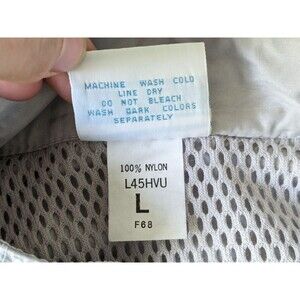 MACHINE WASH COLD
LINE DRY
DO NOT BLEACH
WASH DARK COLORS
SEPARATELY
100% NYLON
L45HVU
L
F68